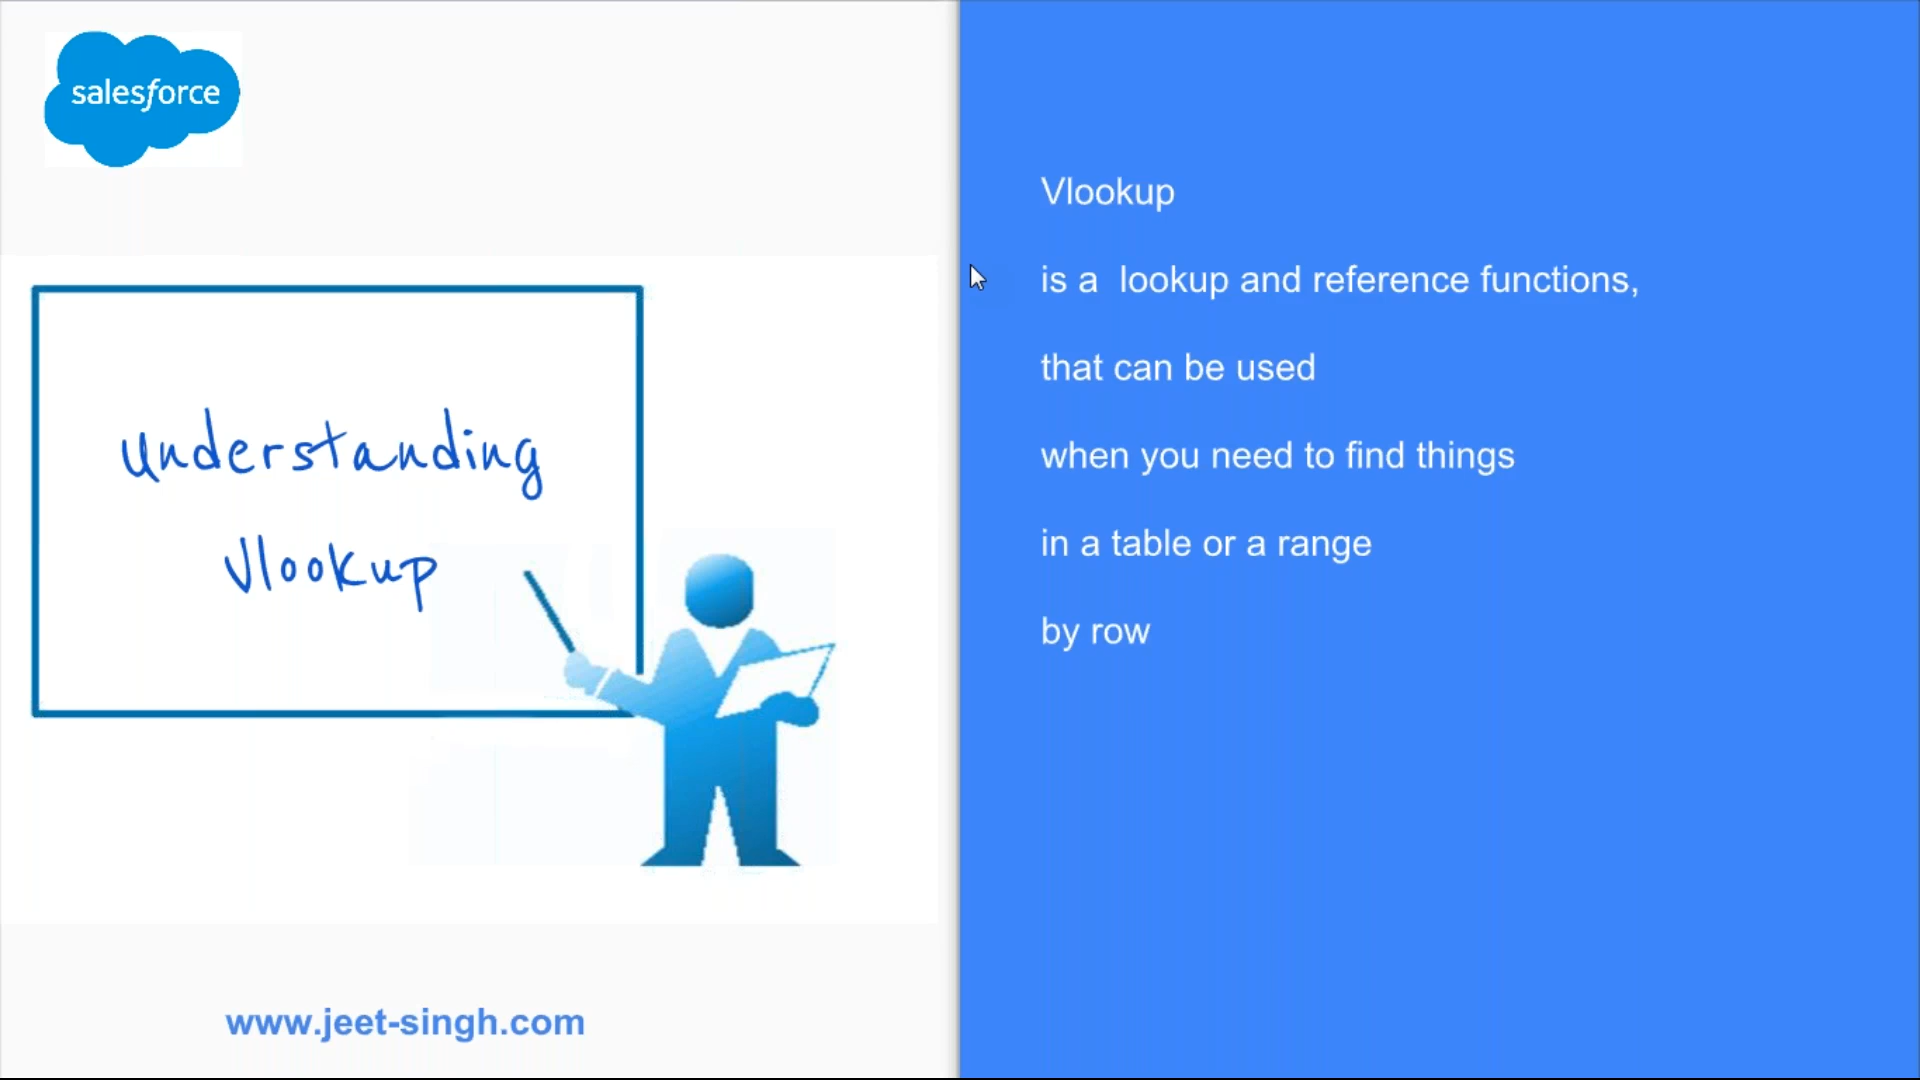 salesforce
Understanding
Vlookup
www.jeet-singh.com
Vlookup
is a  lookup and reference functions,
that can be used
when you need to find things
in a table or a range
by row